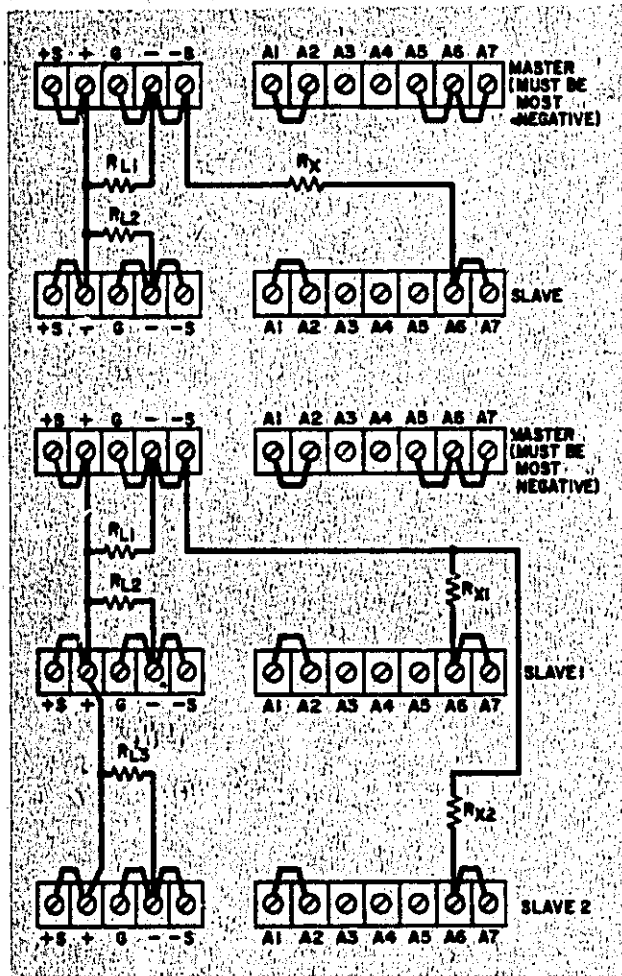 +S + G - -S A1 A2 A3 A4 A5 A6 A7
MASTER
(MUST BE
MOST
NEGATIVE)
RL1
RX
RL2
SLAVE
+S + G - -S A1 A2 A3 A4 A5 A6 A7
+S + G - -S A1 A2 A3 A4 A5 A6 A7
MASTER
(MUST BE
MOST
NEGATIVE)
RL1
RL2
RX1
SLAVE 1
+S + G - -S A1 A2 A3 A4 A5 A6 A7
RL3
RX2
SLAVE 2
+S + G - -S A1 A2 A3 A4 A5 A6 A7